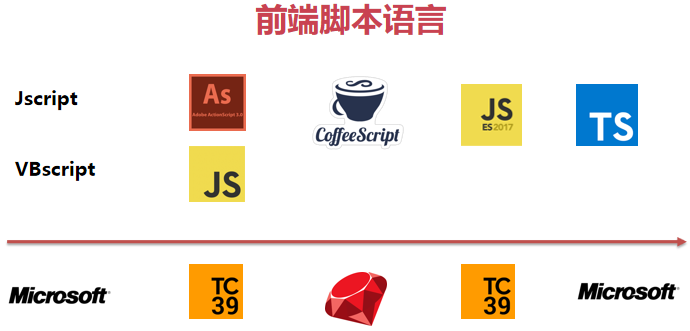 前端脚本语言
Jscript
As
Adobe ActionScript 3.0
CoffeeScript
JS
ES2017
TS
VBscript
JS
Microsoft
TC
39
TC
39
Microsoft